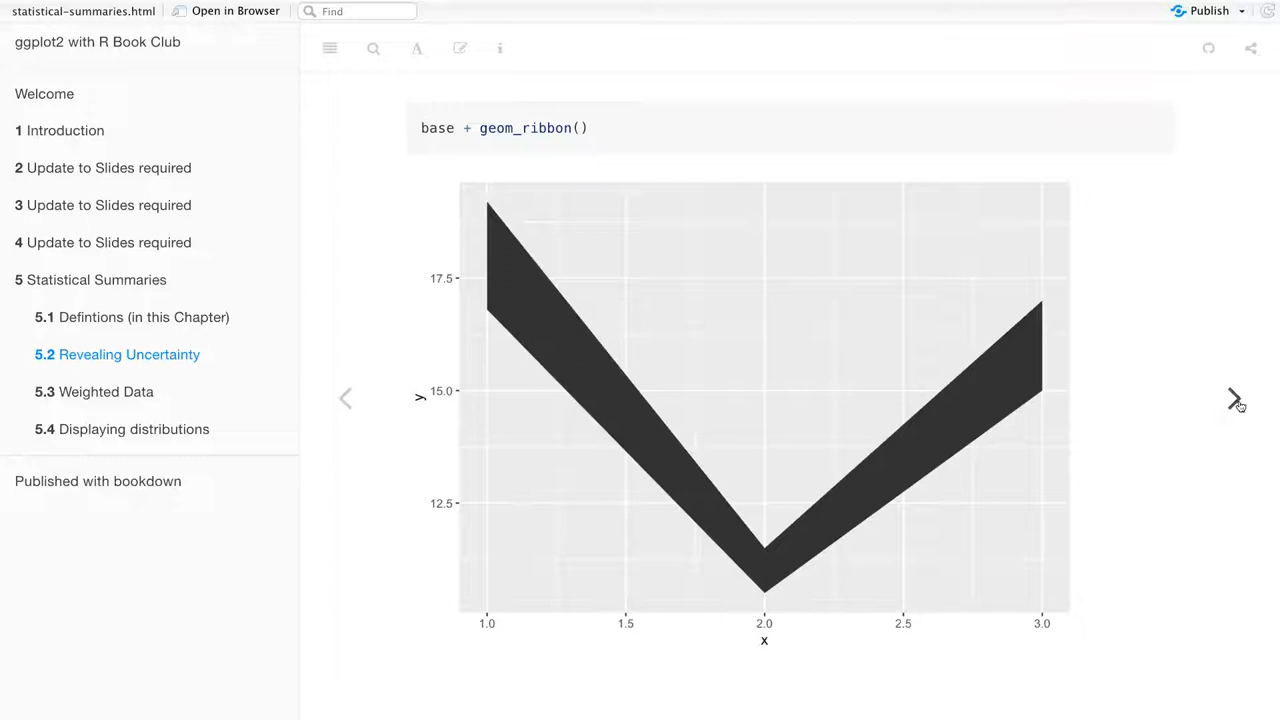 statistical-summaries.html Open in Browser Find Publish
ggplot2 with R Book Club
Welcome
1 Introduction
2 Update to Slides required
3 Update to Slides required
4 Update to Slides required
5 Statistical Summaries
5.1 Defintions (in this Chapter)
5.2 Revealing Uncertainty
5.3 Weighted Data
5.4 Displaying distributions
Published with bookdown
base + geom_ribbon()
17.5
15.0
12.5
y
1.0 1.5 2.0 2.5 3.0
x